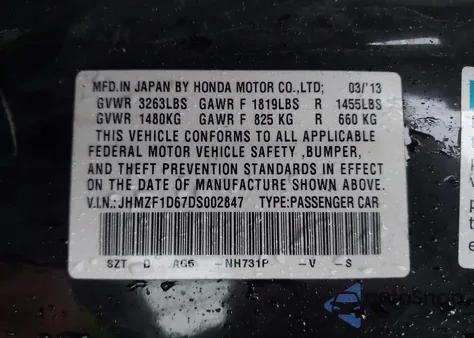 MFD. IN JAPAN BY HONDA MOTOR CO.,LTD; 03/'13
GVWR 3263LBS GAWR F 1819LBS R 1455LBS
GVWR 1480KG GAWR F 825 KG R 660 KG
THIS VEHICLE CONFORMS TO ALL APPLICABLE
FEDERAL MOTOR VEHICLE SAFETY ,BUMPER,
AND THEFT PREVENTION STANDARDS IN EFFECT
ON THE DATE OF MANUFACTURE SHOWN ABOVE.
V.I.N.: JHMZF1D67DS002847 TYPE:PASSENGER CAR
SZT D AG6 -NH731P -V -S